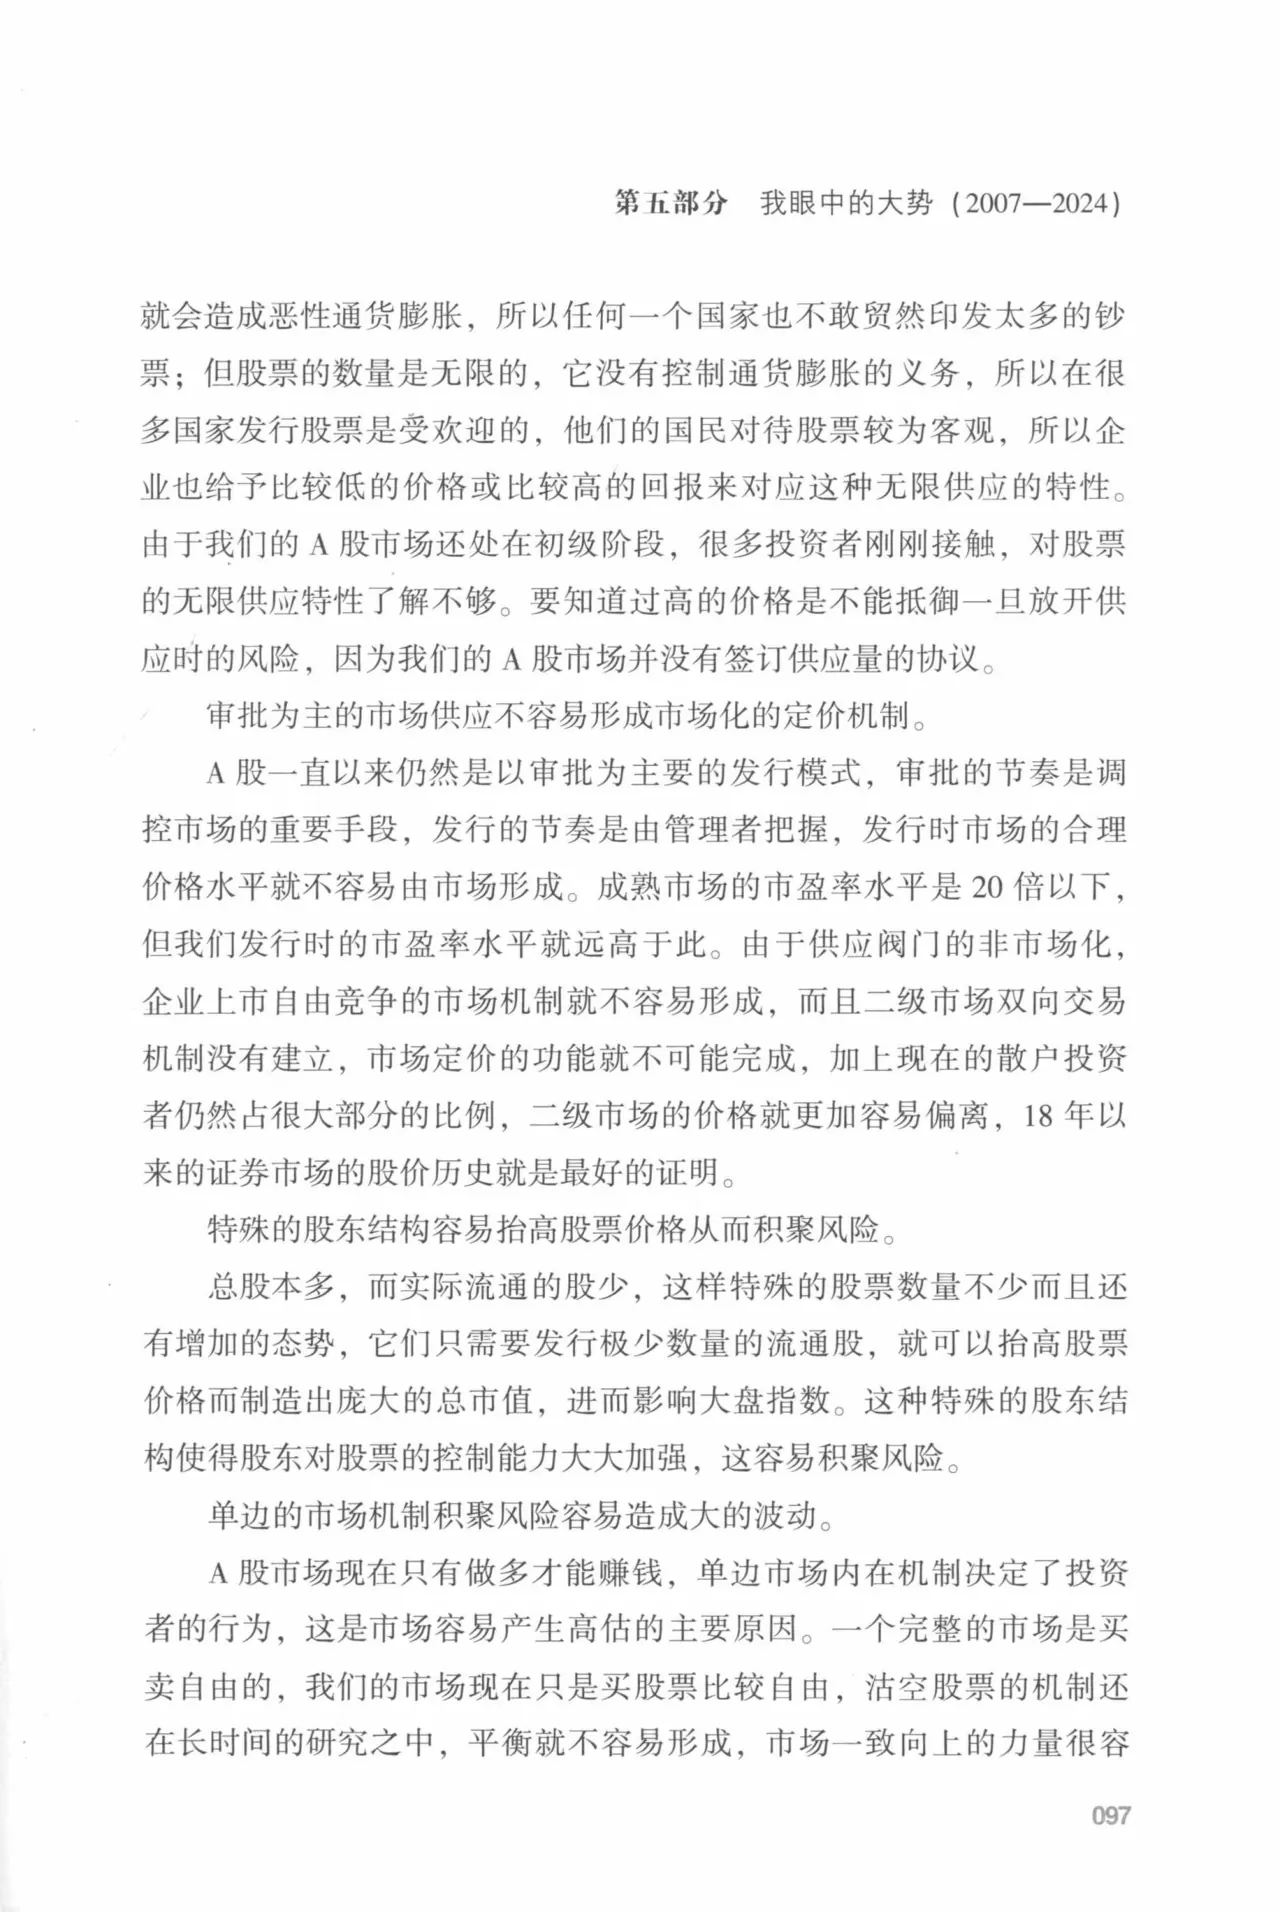 第五部分 我眼中的大势（2007—2024）
就会造成恶性通货膨胀，所以任何一个国家也不敢贸然印发太多的钞
票；但股票的数量是无限的，它没有控制通货膨胀的义务，所以在很
多国家发行股票是受欢迎的，他们的国民对待股票较为客观，所以企
业也给予比较低的价格或比较高的回报来对应这种无限供应的特性。
由于我们的 A 股市场还处在初级阶段，很多投资者刚刚接触，对股票
的无限供应特性了解不够。要知道过高的价格是不能抵御一旦放开供
应时的风险，因为我们的 A 股市场并没有签订供应量的协议。
审批为主的市场供应不容易形成市场化的定价机制。
A 股一直以来仍然是以审批为主要的发行模式，审批的节奏是调
控市场的重要手段，发行的节奏是由管理者把握，发行时市场的合理
价格水平就不容易由市场形成。成熟市场的市盈率水平是 20 倍以下，
但我们发行时的市盈率水平就远高于此。由于供应阀门的非市场化，
企业上市自由竞争的市场机制就不容易形成，而且二级市场双向交易
机制没有建立，市场定价的功能就不可能完成，加上现在的散户投资
者仍然占很大部分的比例，二级市场的价格就更加容易偏离，18 年以
来的证券市场的股价历史就是最好的证明。
特殊的股东结构容易抬高股票价格从而积聚风险。
总股本多，而实际流通的股少，这样特殊的股票数量不少而且还
有增加的态势，它们只需要发行极少数量的流通股，就可以抬高股票
价格而制造出庞大的总市值，进而影响大盘指数。这种特殊的股东结
构使得股东对股票的控制能力大大加强，这容易积聚风险。
单边的市场机制积聚风险容易造成大的波动。
A 股市场现在只有做多才能赚钱，单边市场内在机制决定了投资
者的行为，这是市场容易产生高估的主要原因。一个完整的市场是买
卖自由的，我们的市场现在只是买股票比较自由，沽空股票的机制还
在长时间的研究之中，平衡就不容易形成，市场一致向上的力量很容
097